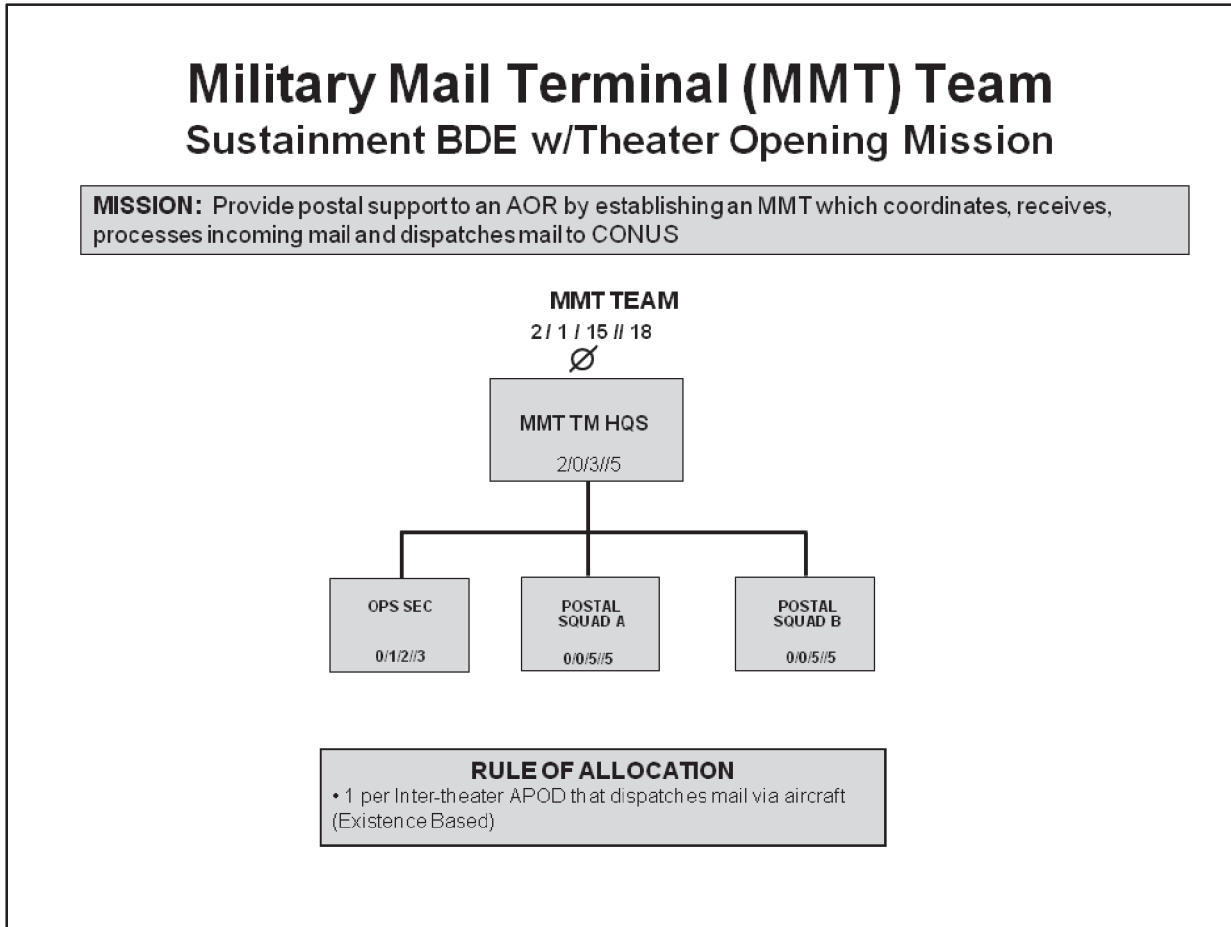 Military Mail Terminal (MMT) Team
Sustainment BDE w/Theater Opening Mission
MISSION: Provide postal support to an AOR by establishing an MMT which coordinates, receives,
processes incoming mail and dispatches mail to CONUS
MMT TEAM
2 / 1 / 15 // 18
MMT TM HQS
2/0/3//5
OPS SEC
0/1/2//3
POSTAL
SQUAD A
0/0/5//5
POSTAL
SQUAD B
0/0/5//5
RULE OF ALLOCATION
• 1 per Inter-theater APOD that dispatches mail via aircraft
(Existence Based)